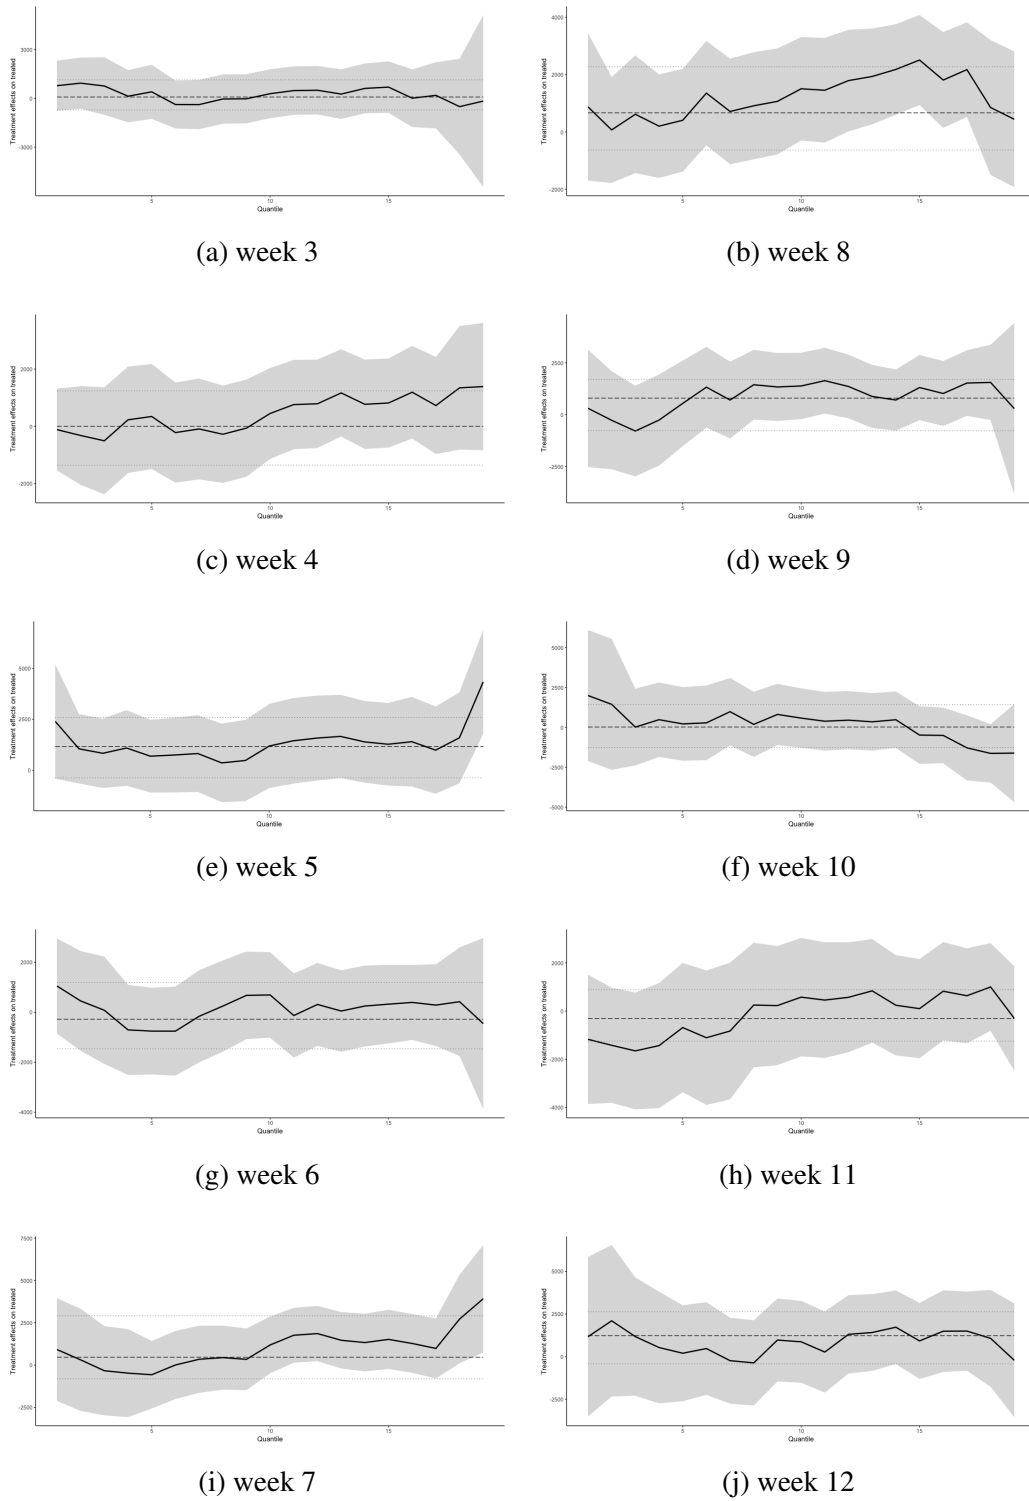 Treatment effects on treated
3000
0
-3000
5
10
15
Quantile
(a) week 3
Treatment effects on treated
4000
2000
0
-2000
5
10
15
Quantile
(b) week 8
Treatment effects on treated
2000
0
-2000
5
10
15
Quantile
(c) week 4
Treatment effects on treated
2500
0
-2500
5
10
15
Quantile
(d) week 9
Treatment effects on treated
5000
2500
0
5
10
15
Quantile
(e) week 5
Treatment effects on treated
5000
2500
0
-2500
-5000
5
10
15
Quantile
(f) week 10
Treatment effects on treated
2000
0
-2000
-4000
5
10
15
Quantile
(g) week 6
Treatment effects on treated
2000
0
-2000
-4000
5
10
15
Quantile
(h) week 11
Treatment effects on treated
7500
5000
2500
0
-2500
5
10
15
Quantile
(i) week 7
Treatment effects on treated
5000
2500
0
-2500
5
10
15
Quantile
(j) week 12